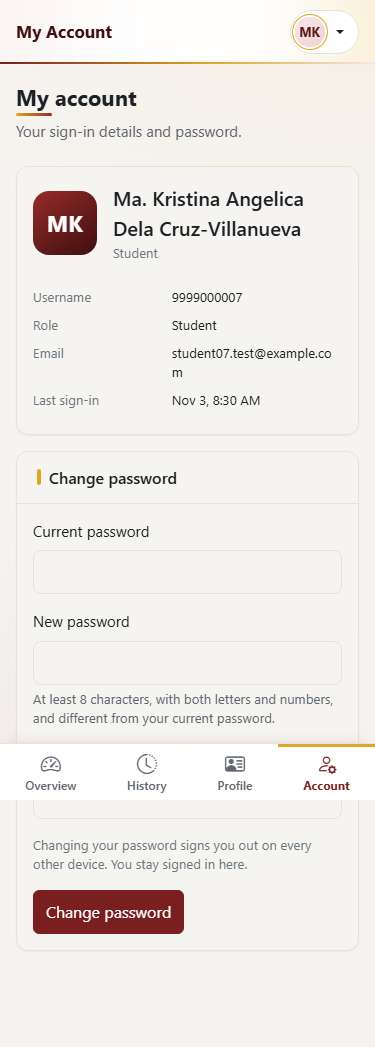 My Account
MK
My account
Your sign-in details and password.
MK
Ma. Kristina Angelica
Dela Cruz-Villanueva
Student
Username 9999000007
Role Student
Email student07.test@example.co
m
Last sign-in Nov 3, 8:30 AM
Change password
Current password
New password
At least 8 characters, with both letters and numbers,
and different from your current password.
Overview History Profile Account
Changing your password signs you out on every
other device. You stay signed in here.
Change password